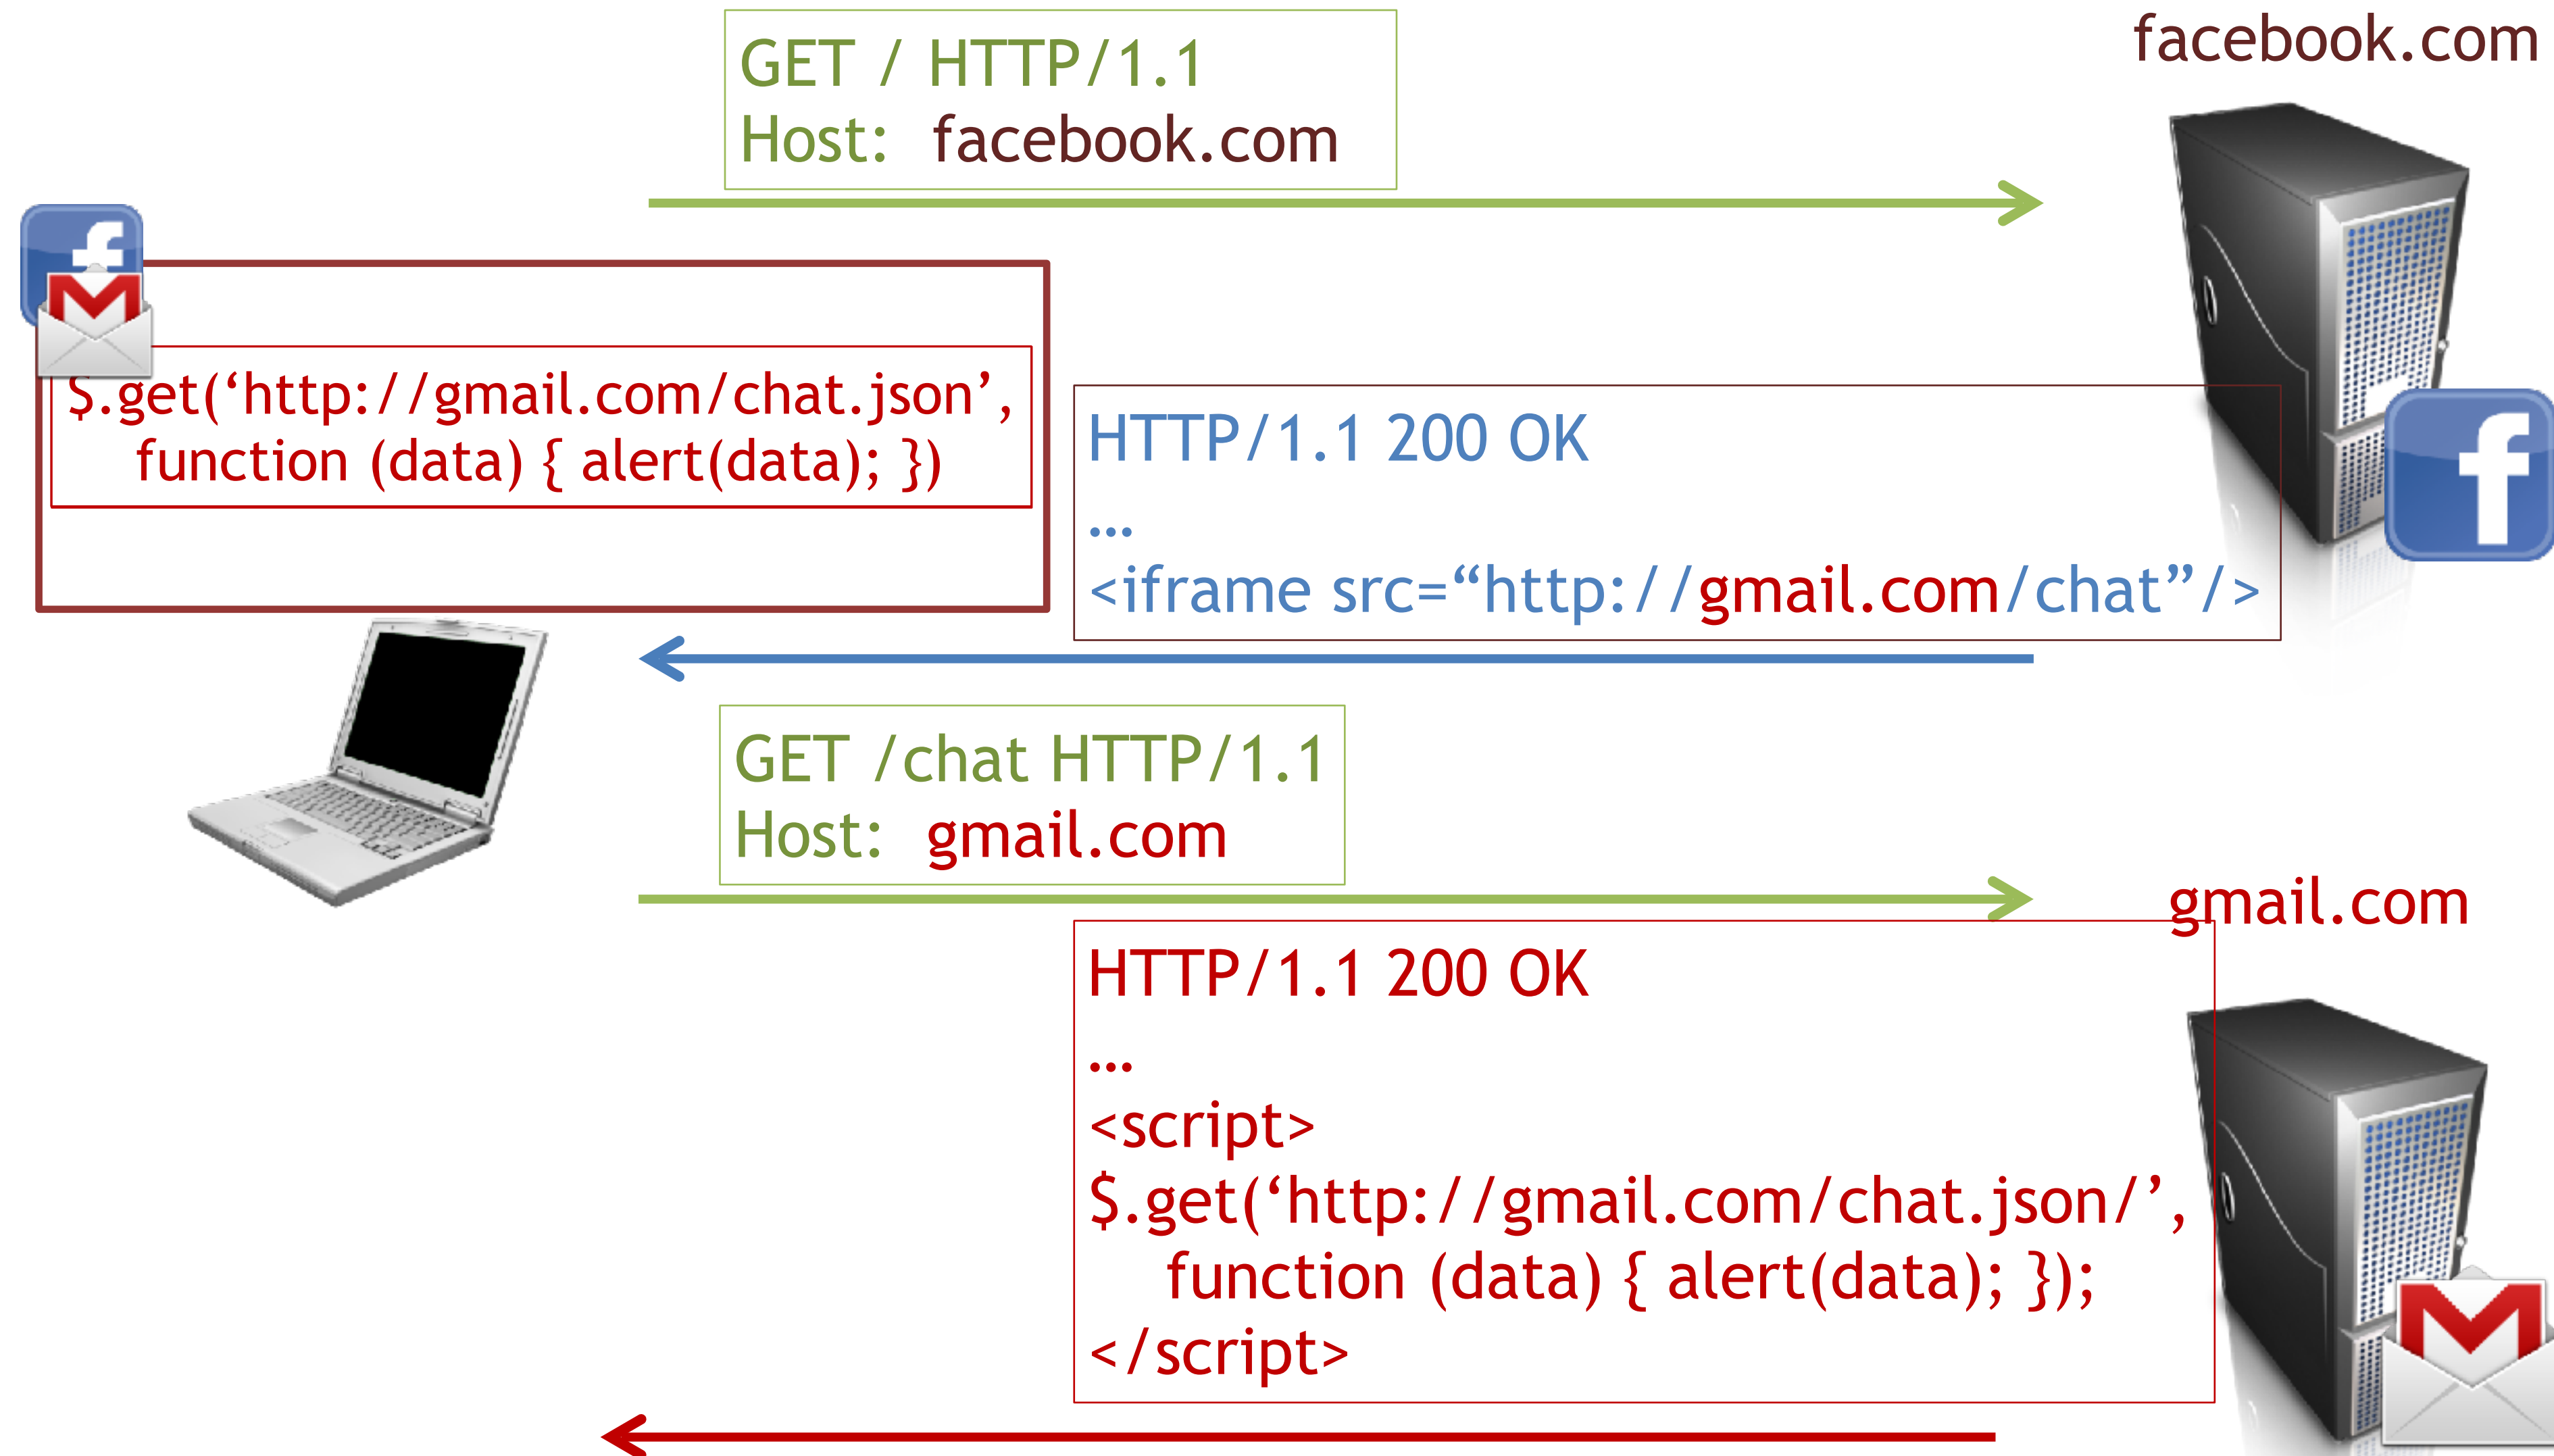 GET / HTTP/1.1
Host: facebook.com
facebook.com
$.get(‘http://gmail.com/chat.json’,
function (data) { alert(data); })
HTTP/1.1 200 OK
…
<iframe src=“http://gmail.com/chat”/>
GET /chat HTTP/1.1
Host: gmail.com
gmail.com
HTTP/1.1 200 OK
…
<script>
$.get(‘http://gmail.com/chat.json/’,
function (data) { alert(data); });
</script>